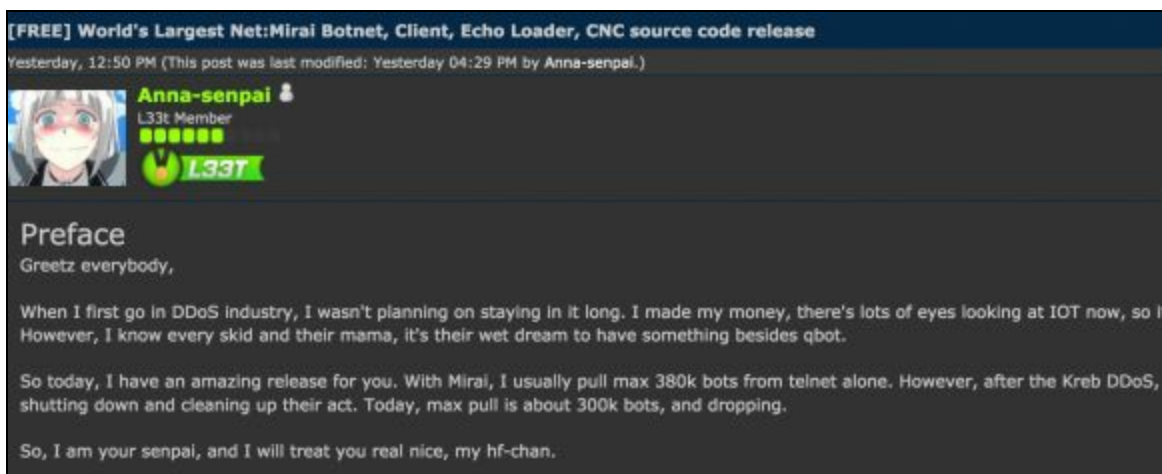 [FREE] World's Largest Net:Mirai Botnet, Client, Echo Loader, CNC source code release
Yesterday, 12:50 PM (This post was last modified: Yesterday 04:29 PM by Anna-senpai.)
Anna-senpai
L33t Member
L33T
Preface
Greetz everybody,
When I first go in DDoS industry, I wasn't planning on staying in it long. I made my money, there's lots of eyes looking at IOT now, so
However, I know every skid and their mama, it's their wet dream to have something besides qbot.
So today, I have an amazing release for you. With Mirai, I usually pull max 380k bots from telnet alone. However, after the Kreb DDoS,
shutting down and cleaning up their act. Today, max pull is about 300k bots, and dropping.
So, I am your senpai, and I will treat you real nice, my hf-chan.